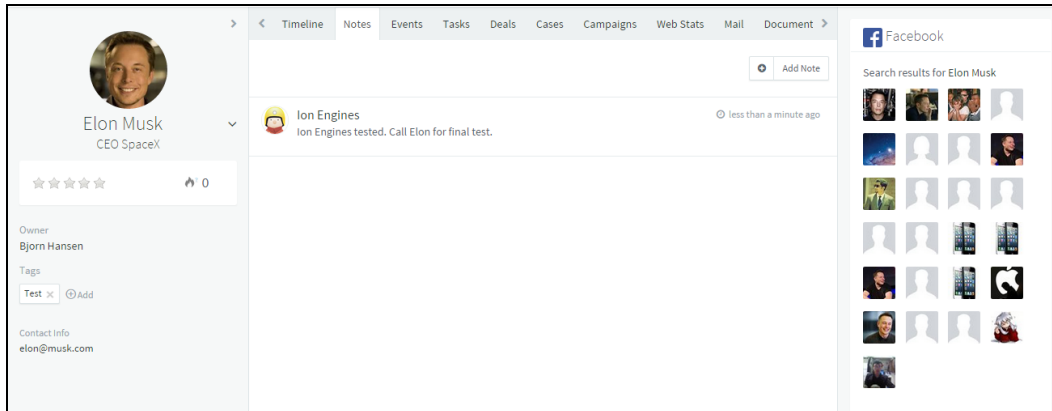 Elon Musk
CEO SpaceX
0
Owner
Bjorn Hansen
Tags
Test
Add
Contact Info
elon@musk.com
Timeline Notes Events Tasks Deals Cases Campaigns Web Stats Mail Document
Add Note
Ion Engines
less than a minute ago
Ion Engines tested. Call Elon for final test.
Facebook
Search results for Elon Musk